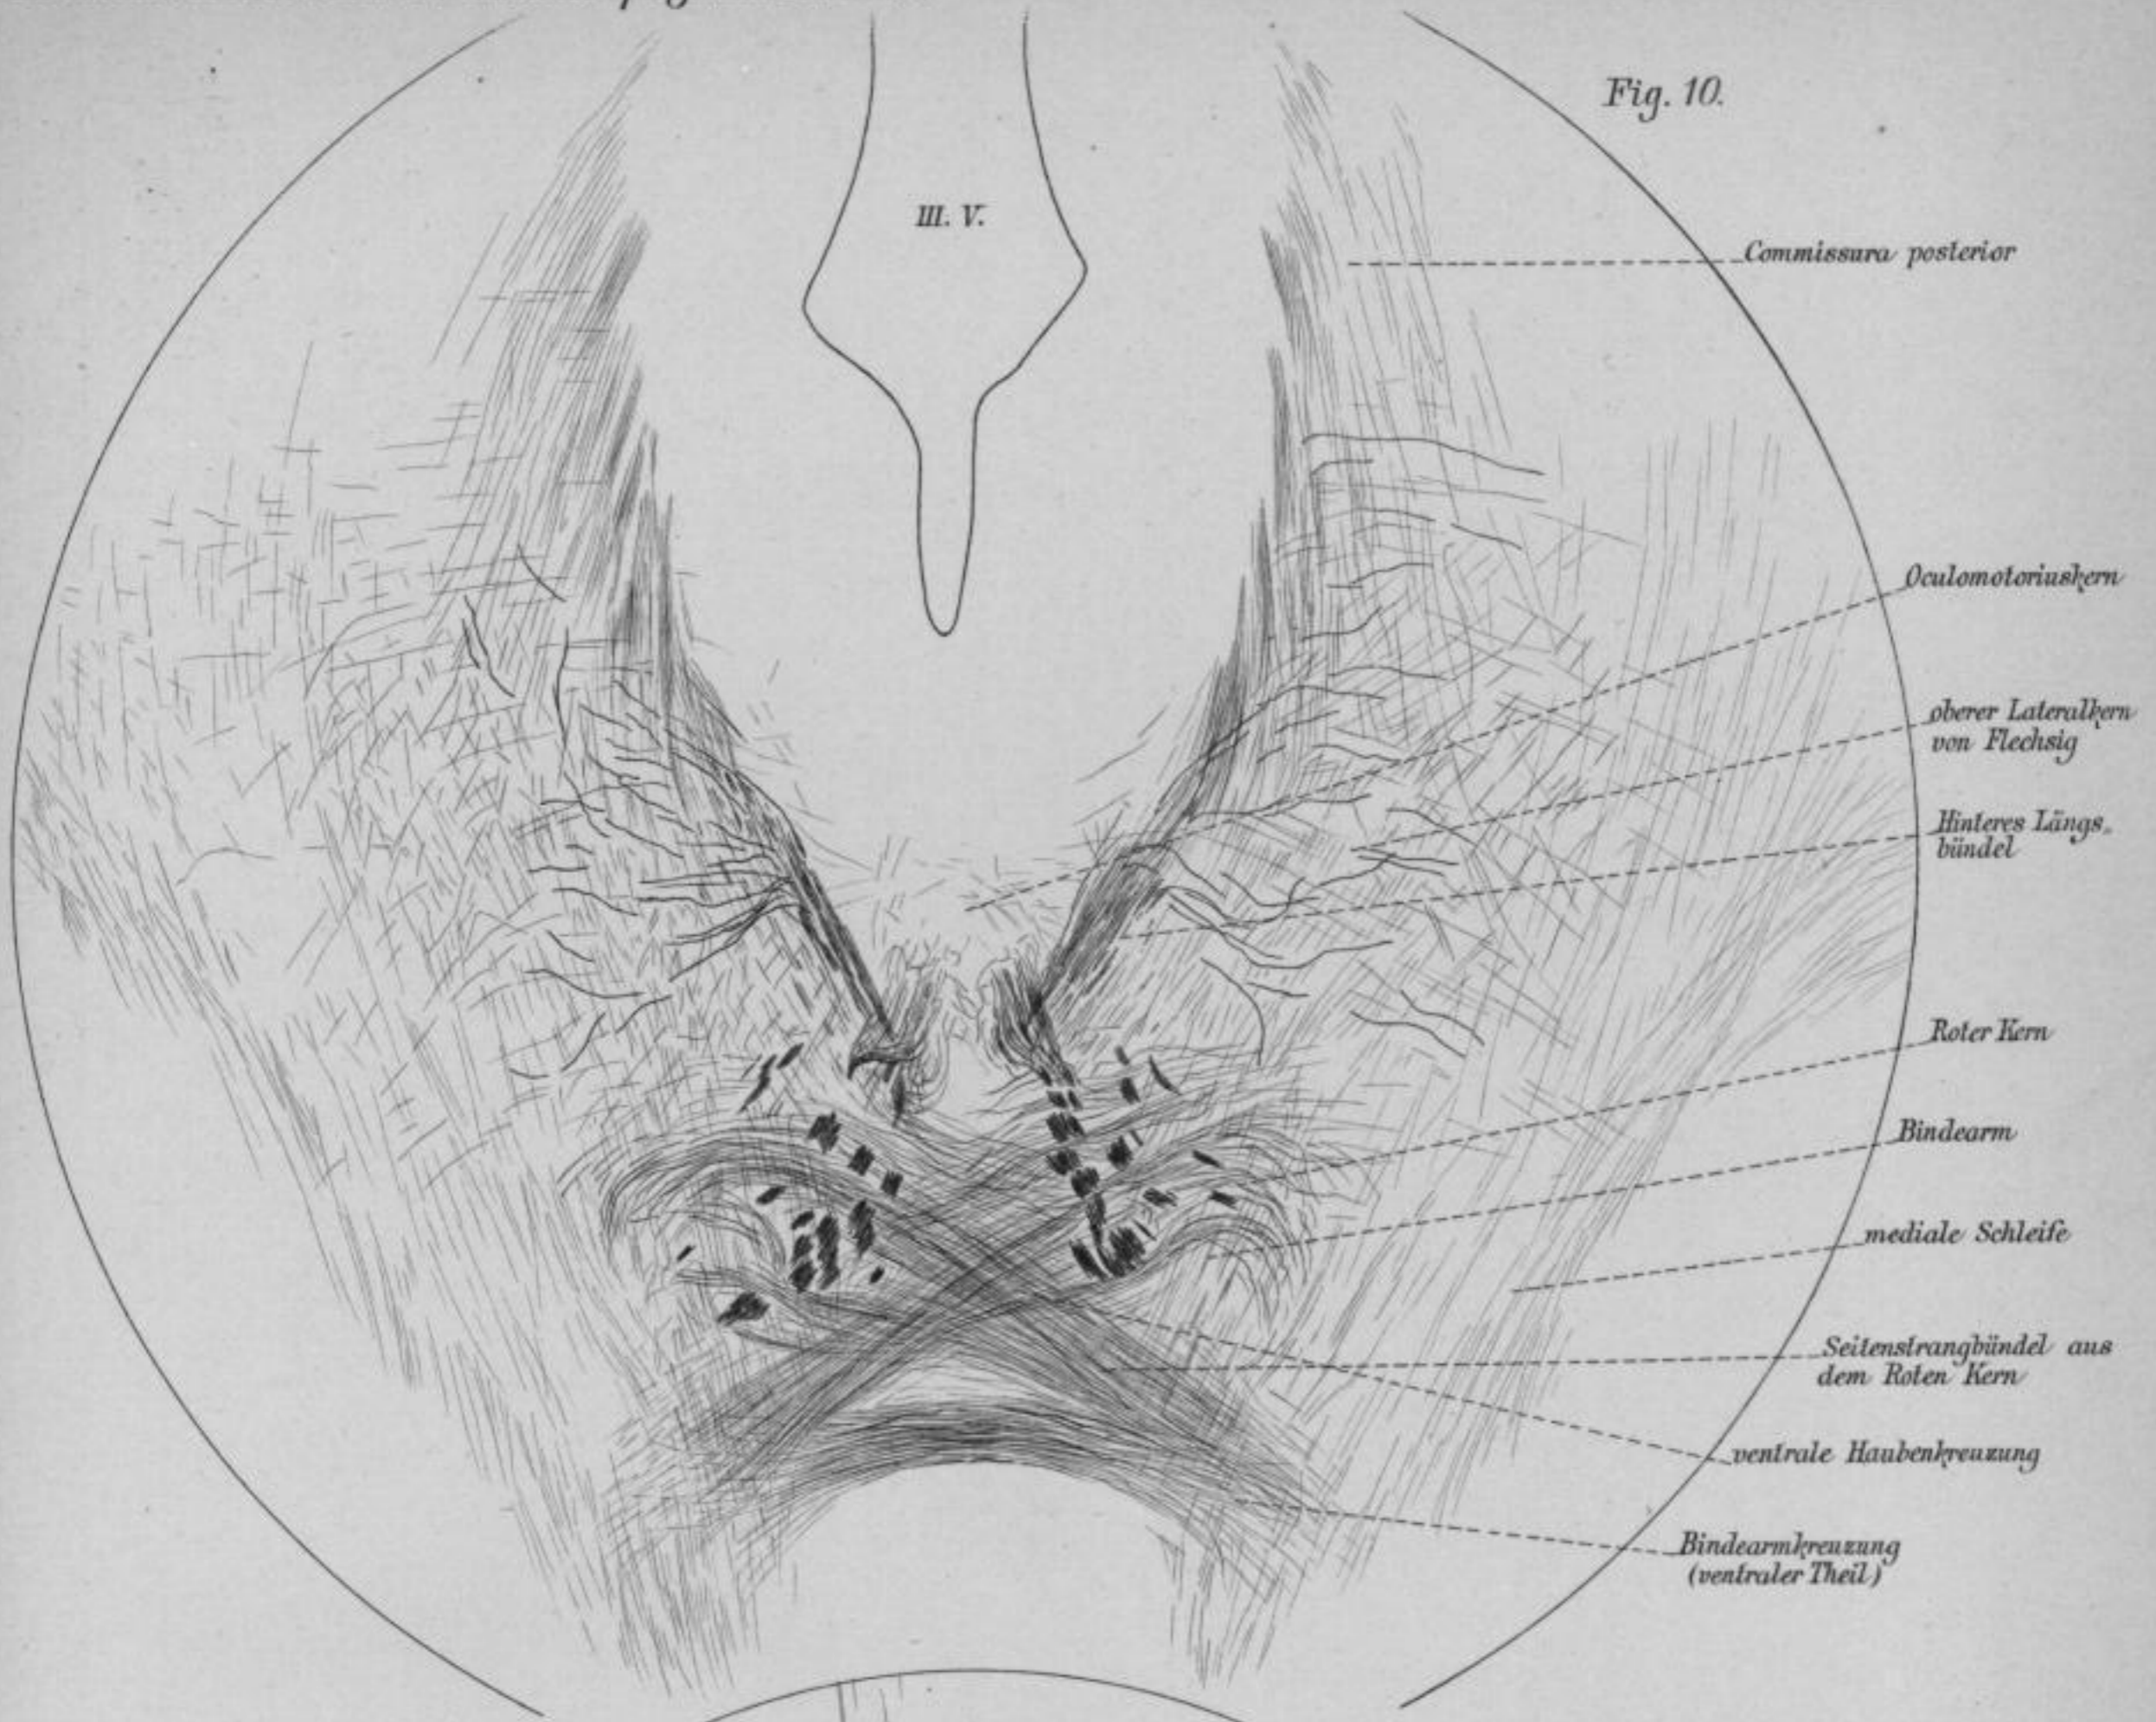 Fig. 10.
III. V.
Commissura posterior
Oculomotoriuskern
oberer Lateralkern
von Flechsig
Hinteres Längs-
bündel
Roter Kern
Bindearm
mediale Schleife
Seitenstrangbündel aus
dem Roten Kern
ventrale Haubenkreuzung
Bindearmkreuzung
(ventraler Theil)